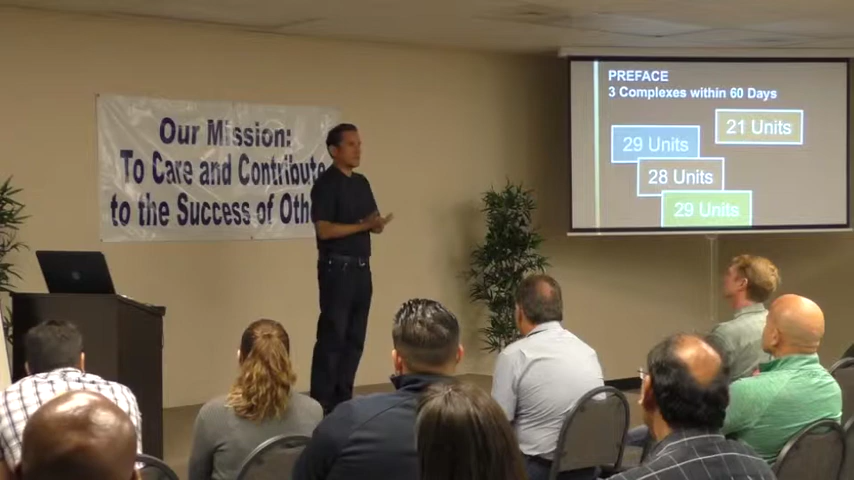 Our Mission:
To Care and Contribute
to the Success of
PREFACE
3 Complexes within 60 Days
21 Units
29 Units
28 Units
29 Units